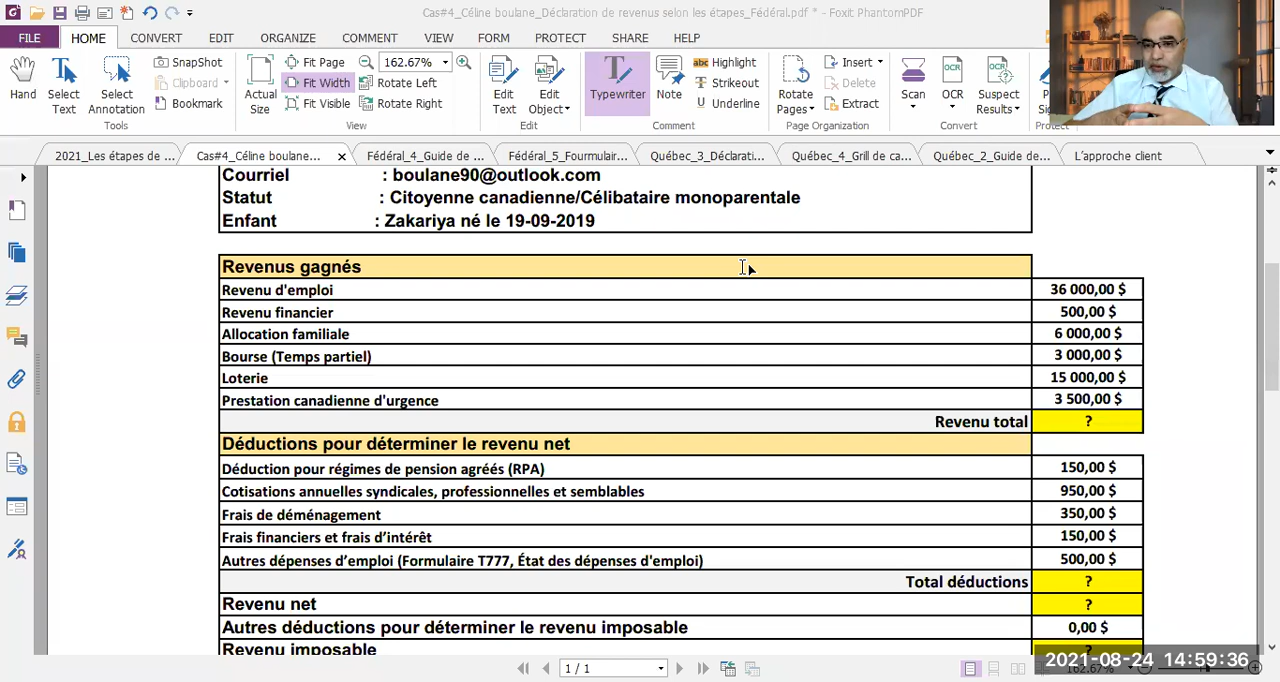 Cas#4_Céline boulane_Déclaration de revenus selon les étapes_Fédéral.pdf * - Foxit PhantomPDF
FILE HOME CONVERT EDIT ORGANIZE COMMENT VIEW FORM PROTECT SHARE HELP
SnapShot Fit Page 162.67% Rotate Left abc Highlight Insert
Hand Select Text Select Annotation Clipboard Bookmark Actual Size Fit Width Fit Visible Rotate Right Edit Text Edit Object Typewriter Note Strikeout U Underline Rotate Pages Delete Extract Scan OCR OCR OCR Suspect Results
Tools View Edit Comment Page Organization Convert Protect
2021_Les étapes de ... Cas#4_Céline boulane... x Fédéral_4_Guide de ... Fédéral_5_Fourmulair... Québec_3_Déclarati... Québec_4_Grill de ca... Québec_2_Guide de... L'approche client
Courriel : boulane90@outlook.com
Statut : Citoyenne canadienne/Célibataire monoparentale
Enfant : Zakariya né le 19-09-2019
Revenus gagnés
Revenu d'emploi 36 000,00 $
Revenu financier 500,00 $
Allocation familiale 6 000,00 $
Bourse (Temps partiel) 3 000,00 $
Loterie 15 000,00 $
Prestation canadienne d'urgence 3 500,00 $
Revenu total ?
Déductions pour déterminer le revenu net
Déduction pour régimes de pension agréés (RPA) 150,00 $
Cotisations annuelles syndicales, professionnelles et semblables 950,00 $
Frais de déménagement 350,00 $
Frais financiers et frais d'intérêt 150,00 $
Autres dépenses d'emploi (Formulaire T777, État des dépenses d'emploi) 500,00 $
Total déductions ?
Revenu net ?
Autres déductions pour déterminer le revenu imposable 0,00 $
Revenu imposable ?
1 / 1
2021-08-24 14:59:36
162.67%